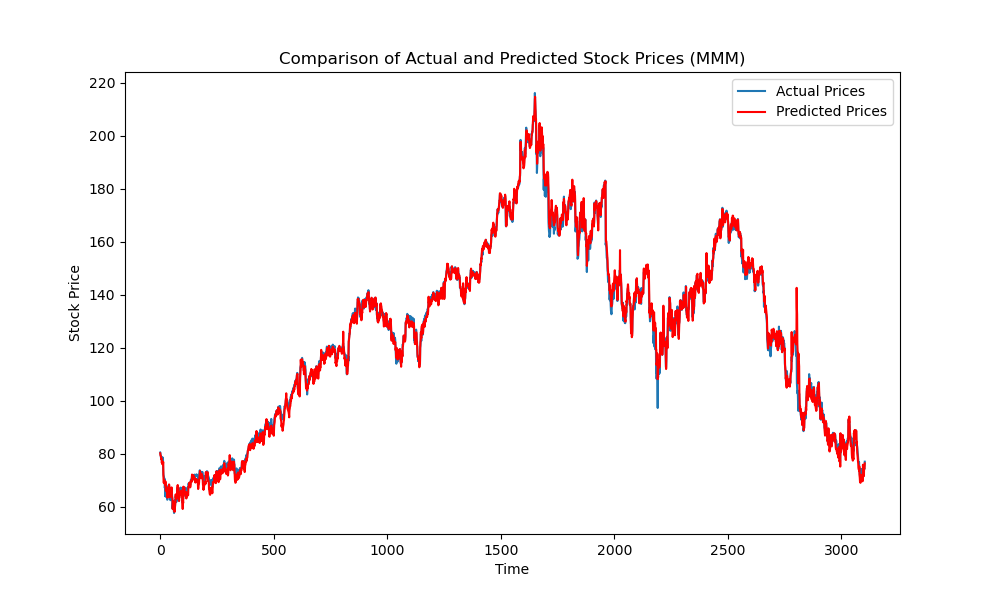 Comparison of Actual and Predicted Stock Prices (MMM)
Actual Prices
Predicted Prices
220
200
180
160
140
120
100
80
60
Stock Price
0 500 1000 1500 2000 2500 3000
Time